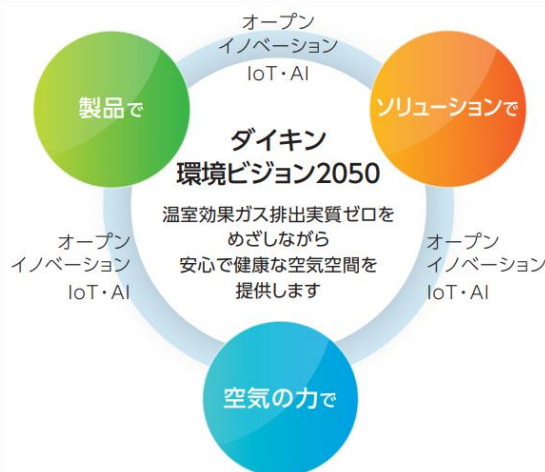 オープン
イノベーション
IoT・AI
製品で
ソリューションで
ダイキン
環境ビジョン2050
温室効果ガス排出実質ゼロを
めざしながら
安心で健康な空気空間を
提供します
オープン
イノベーション
IoT・AI
オープン
イノベーション
IoT・AI
空気の力で